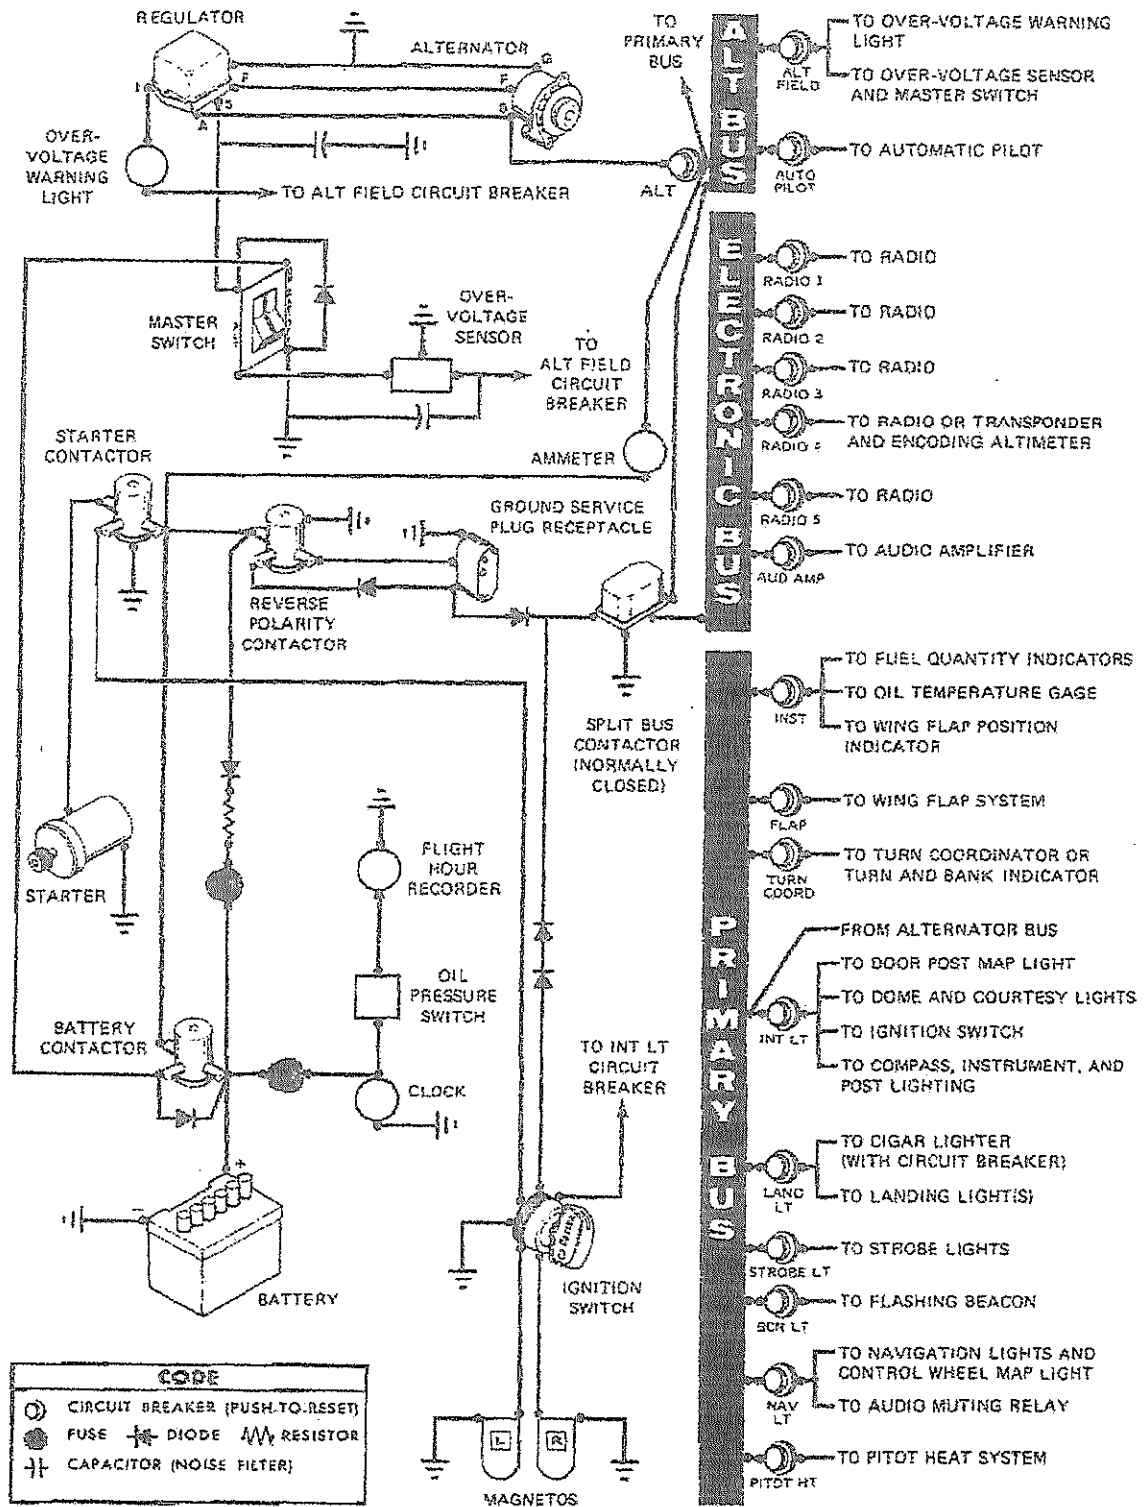 REGULATOR
ALTERNATOR
G
F
F
B
I
S
A
OVER-
VOLTAGE
WARNING
LIGHT
TO ALT FIELD CIRCUIT BREAKER
TO
PRIMARY
BUS
ALT
ALT BUS
ALT
FIELD
TO OVER-VOLTAGE WARNING
LIGHT
TO OVER-VOLTAGE SENSOR
AND MASTER SWITCH
AUTO
PILOT
TO AUTOMATIC PILOT
MASTER
SWITCH
OVER-
VOLTAGE
SENSOR
TO
ALT FIELD
CIRCUIT
BREAKER
AMMETER
ELECTRONIC BUS
RADIO 1
TO RADIO
RADIO 2
TO RADIO
RADIO 3
TO RADIO
RADIO 4
TO RADIO OR TRANSPONDER
AND ENCODING ALTIMETER
RADIO 5
TO RADIO
AUD AMP
TO AUDIO AMPLIFIER
STARTER
CONTACTOR
GROUND SERVICE
PLUG RECEPTACLE
REVERSE
POLARITY
CONTACTOR
SPLIT BUS
CONTACTOR
(NORMALLY
CLOSED)
STARTER
FLIGHT
HOUR
RECORDER
OIL
PRESSURE
SWITCH
BATTERY
CONTACTOR
CLOCK
+
−
BATTERY
TO INT LT
CIRCUIT
BREAKER
IGNITION
SWITCH
L
R
MAGNETOS
PRIMARY BUS
INST
TO FUEL QUANTITY INDICATORS
TO OIL TEMPERATURE GAGE
TO WING FLAP POSITION
INDICATOR
FLAP
TO WING FLAP SYSTEM
TURN
COORD
TO TURN COORDINATOR OR
TURN AND BANK INDICATOR
FROM ALTERNATOR BUS
INT LT
TO DOOR POST MAP LIGHT
TO DOME AND COURTESY LIGHTS
TO IGNITION SWITCH
TO COMPASS, INSTRUMENT, AND
POST LIGHTING
LAND
LT
TO CIGAR LIGHTER
(WITH CIRCUIT BREAKER)
TO LANDING LIGHT(S)
STROBE LT
TO STROBE LIGHTS
BCN LT
TO FLASHING BEACON
NAV
LT
TO NAVIGATION LIGHTS AND
CONTROL WHEEL MAP LIGHT
TO AUDIO MUTING RELAY
PITOT HT
TO PITOT HEAT SYSTEM
CODE
CIRCUIT BREAKER (PUSH-TO-RESET)
FUSE DIODE RESISTOR
CAPACITOR (NOISE FILTER)